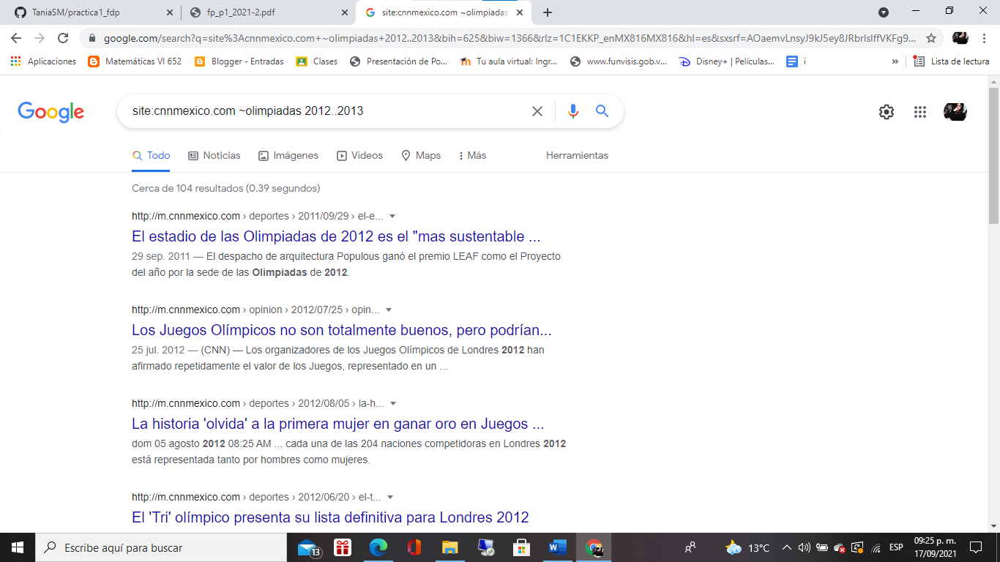 TaniaSM/practica1_fdp
fp_p1_2021-2.pdf
site:cnnmexico.com ~olimpiadas
google.com/search?q=site%3Acnnmexico.com+~olimpiadas+2012..2013&bih=625&biw=1366&rlz=1C1EKKP_enMX816MX816&hl=es&sxsrf=AOaemvLnsyJ9kJ5ey8JRbrIslffVKFg9...
Aplicaciones
Matemáticas VI 652
Blogger - Entradas
Clases
Presentación de Po...
Tu aula virtual: Ingr...
www.funvisis.gob.v...
Disney+ | Películas...
i
»
Lista de lectura
Google
site:cnnmexico.com ~olimpiadas 2012..2013
Todo
Noticias
Imágenes
Vídeos
Maps
Más
Herramientas
Cerca de 104 resultados (0.39 segundos)
http://m.cnnmexico.com › deportes › 2011/09/29 › el-e...
El estadio de las Olimpiadas de 2012 es el "mas sustentable ...
29 sep. 2011 — El despacho de arquitectura Populous ganó el premio LEAF como el Proyecto
del año por la sede de las Olimpiadas de 2012.
http://m.cnnmexico.com › opinion › 2012/07/25 › opin...
Los Juegos Olímpicos no son totalmente buenos, pero podrían...
25 jul. 2012 — (CNN) — Los organizadores de los Juegos Olímpicos de Londres 2012 han
afirmado repetidamente el valor de los Juegos, representado en un ...
http://m.cnnmexico.com › deportes › 2012/08/05 › la-h...
La historia 'olvida' a la primera mujer en ganar oro en Juegos ...
dom 05 agosto 2012 08:25 AM ... cada una de las 204 naciones competidoras en Londres 2012
está representada tanto por hombres como mujeres.
http://m.cnnmexico.com › deportes › 2012/06/20 › el-t...
El 'Tri' olímpico presenta su lista definitiva para Londres 2012
Escribe aquí para buscar
13
13°C
ESP
09:25 p. m.
17/09/2021